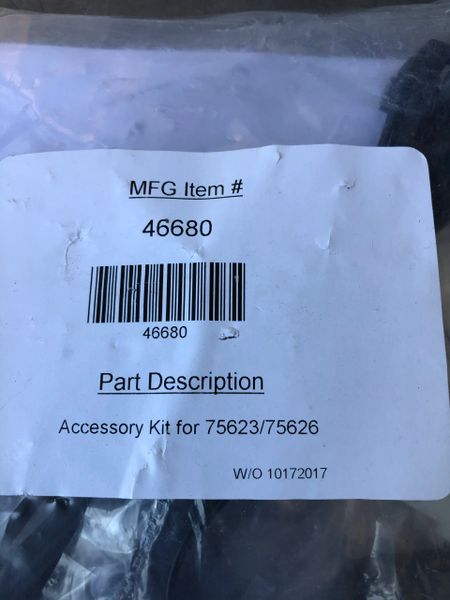 MFG Item #
46680
46680
Part Description
Accessory Kit for 75623/75626
W/O 10172017